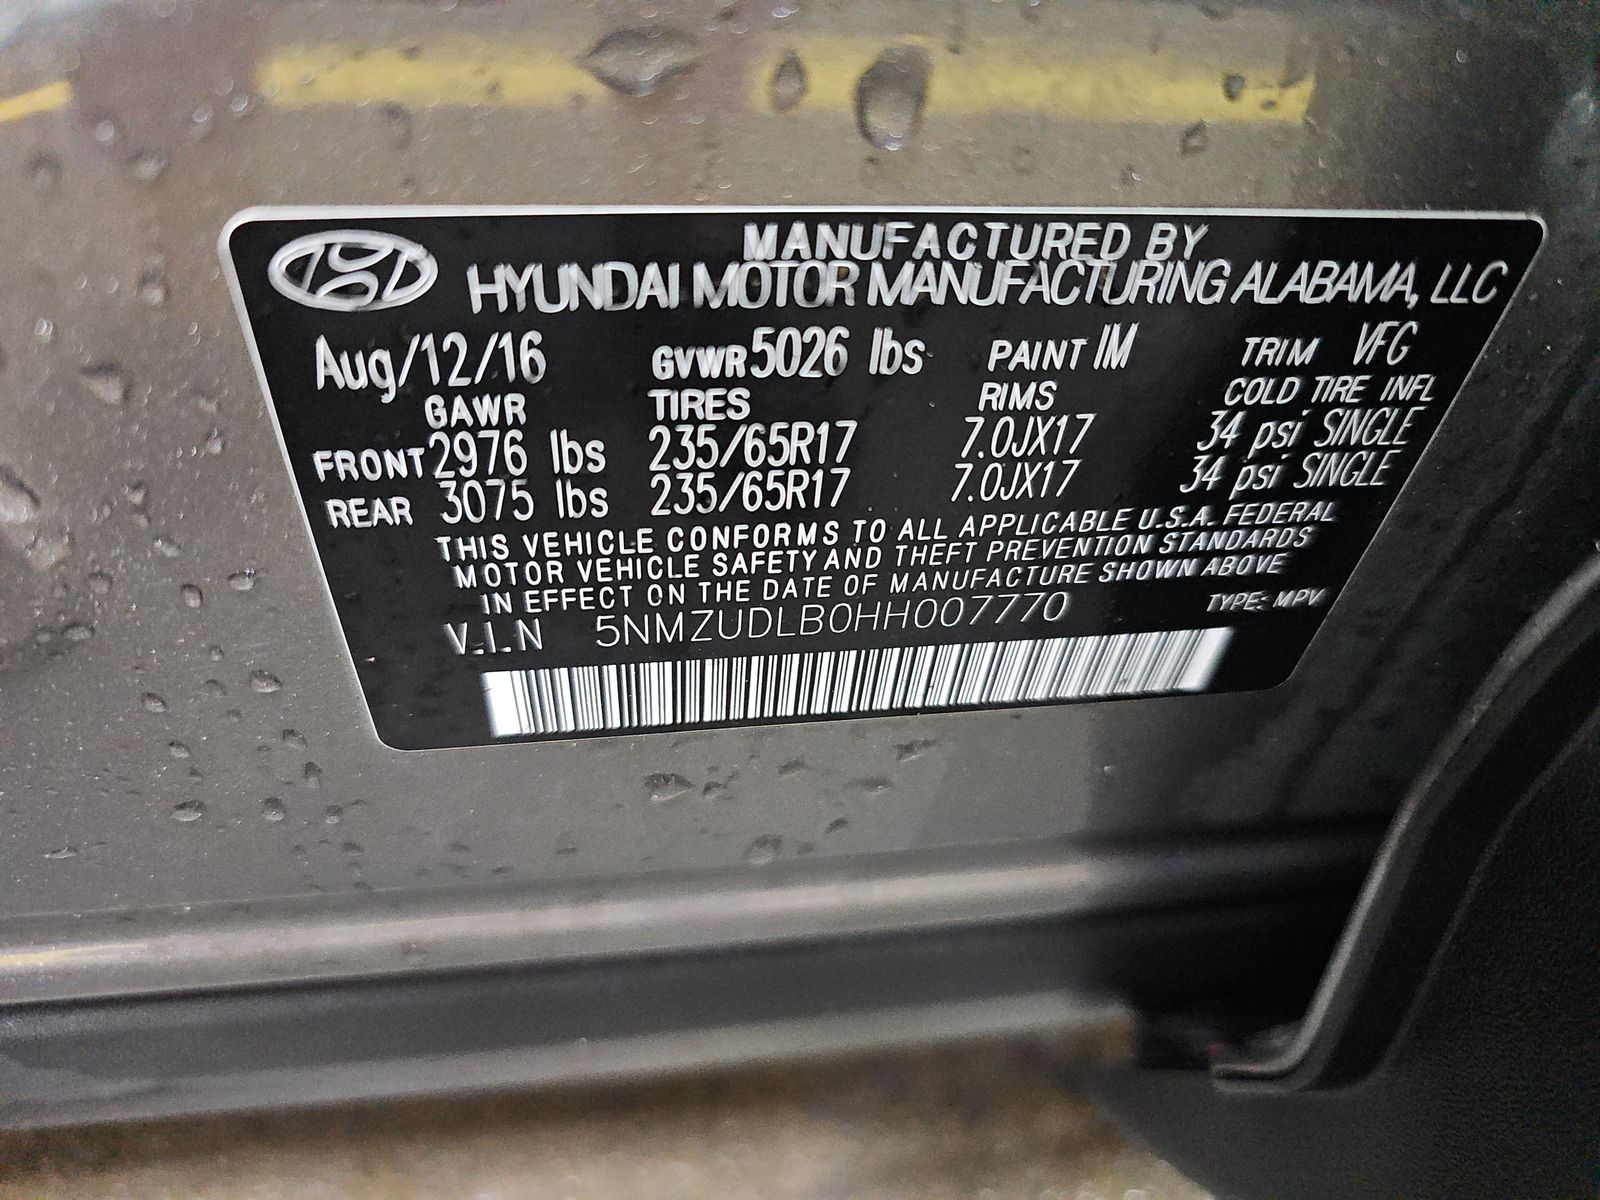 MANUFACTURED BY
HYUNDAI MOTOR MANUFACTURING ALABAMA, LLC
Aug/12/16 GVWR 5026 lbs PAINT IM TRIM VFG
GAWR TIRES RIMS COLD TIRE INFL
FRONT 2976 lbs 235/65R17 7.0JX17 34 psi SINGLE
REAR 3075 lbs 235/65R17 7.0JX17 34 psi SINGLE
THIS VEHICLE CONFORMS TO ALL APPLICABLE U.S.A. FEDERAL
MOTOR VEHICLE SAFETY AND THEFT PREVENTION STANDARDS
IN EFFECT ON THE DATE OF MANUFACTURE SHOWN ABOVE
V.I.N 5NMZUDLB0HH007770 TYPE: MPV